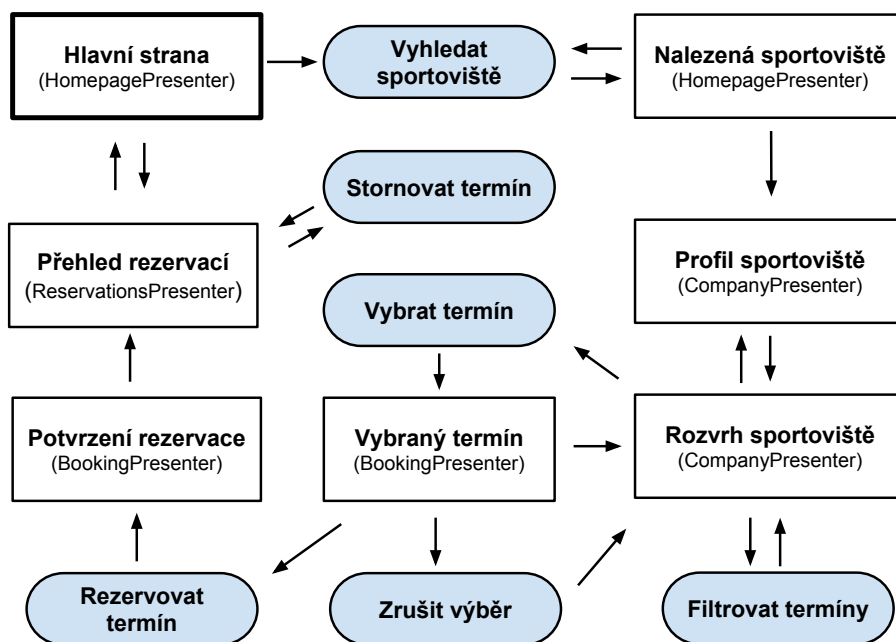 Hlavní strana
(HomepagePresenter)
Vyhledat
sportoviště
Nalezená sportoviště
(HomepagePresenter)
Stornovat termín
Přehled rezervací
(ReservationsPresenter)
Profil sportoviště
(CompanyPresenter)
Vybrat termín
Potvrzení rezervace
(BookingPresenter)
Vybraný termín
(BookingPresenter)
Rozvrh sportoviště
(CompanyPresenter)
Rezervovat
termín
Zrušit výběr
Filtrovat termíny